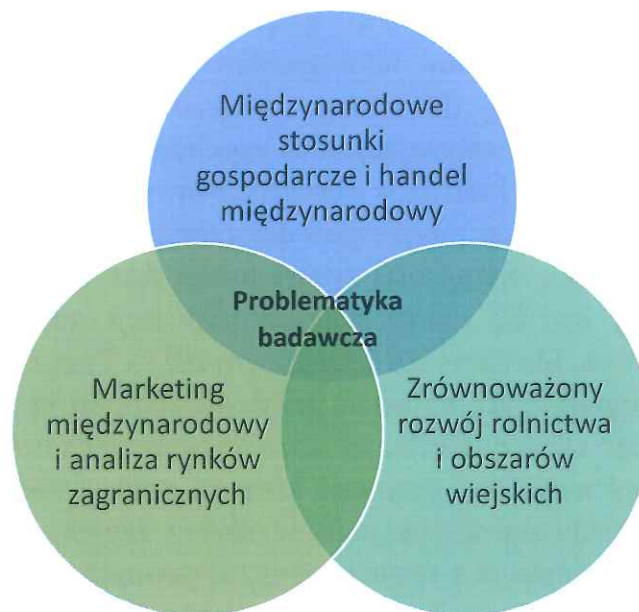 Międzynarodowe
stosunki
gospodarcze i handel
międzynarodowy
Problematyka
badawcza
Marketing
międzynarodowy
i analiza rynków
zagranicznych
Zrównoważony
rozwój rolnictwa
i obszarów
wiejskich